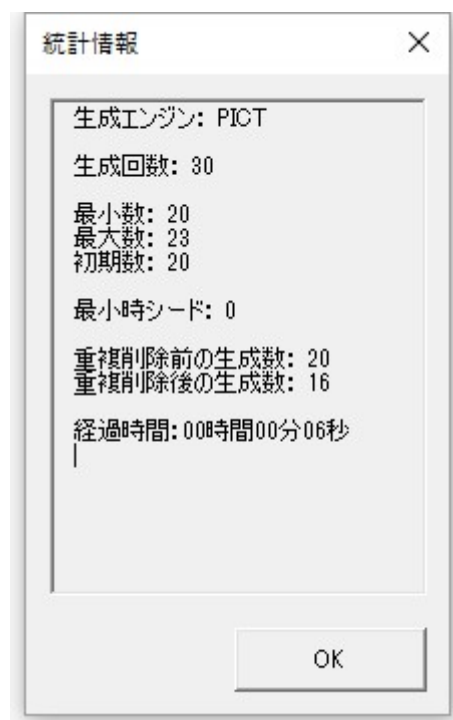 統計情報
生成エンジン: PICT
生成回数: 30
最小数: 20
最大数: 23
初期数: 20
最小時シード: 0
重複削除前の生成数: 20
重複削除後の生成数: 16
経過時間:00時間00分06秒
OK